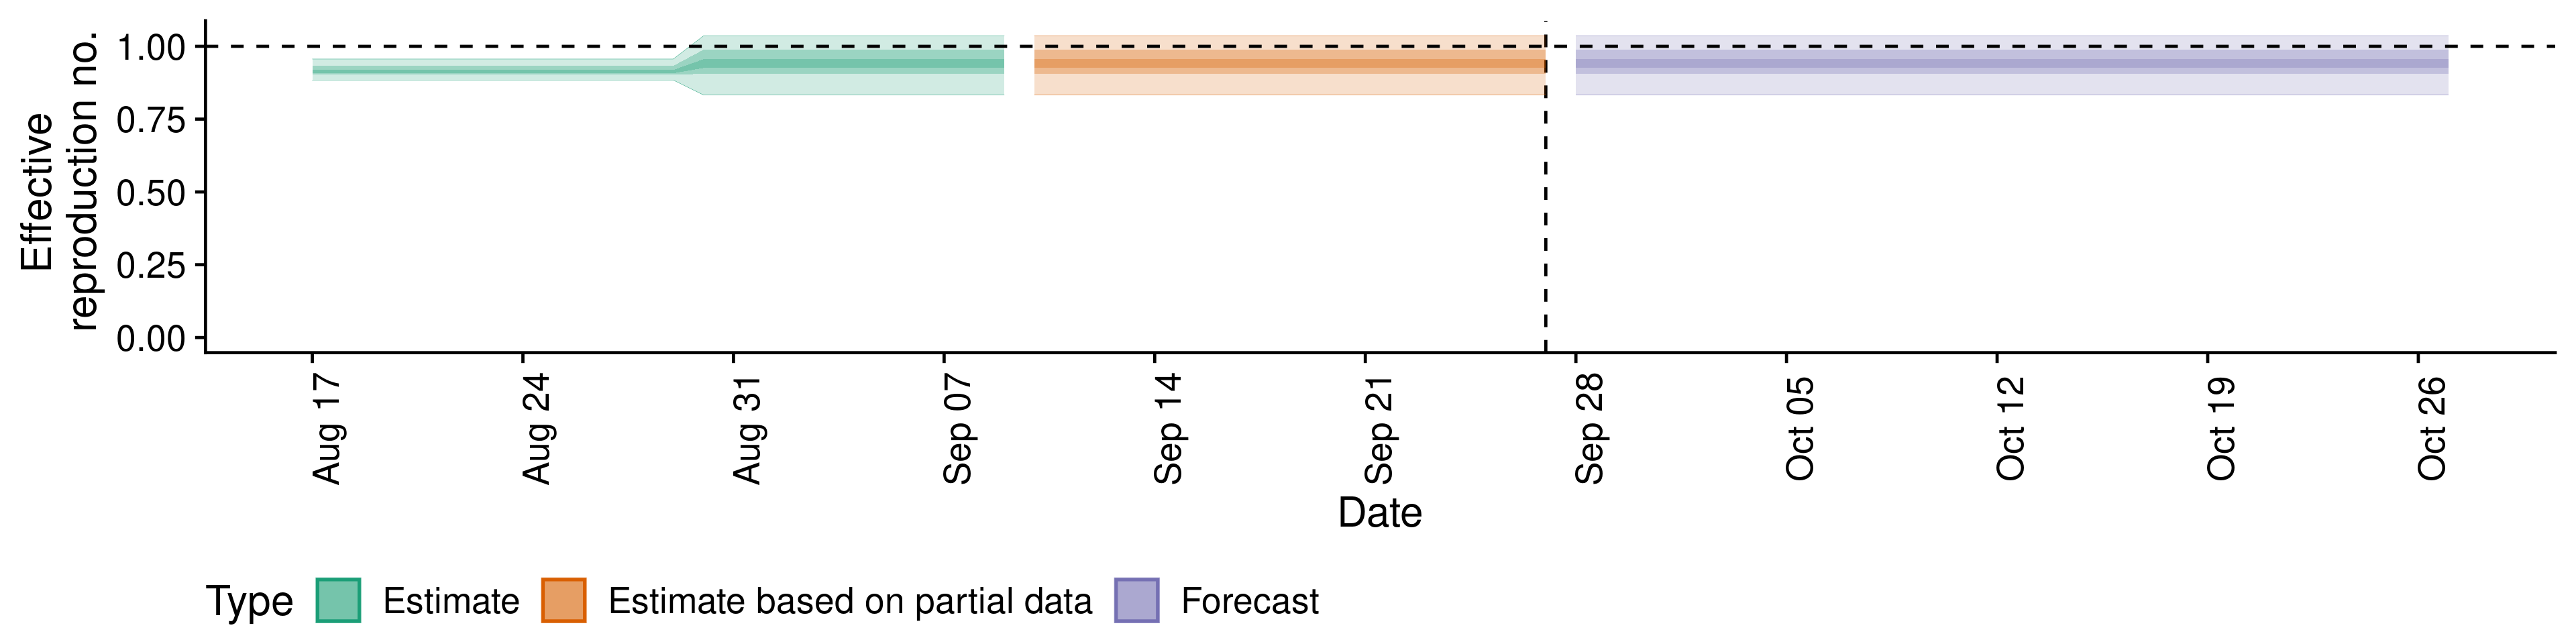 Effective
reproduction no.
1.00
0.75
0.50
0.25
0.00
Aug 17
Aug 24
Aug 31
Sep 07
Sep 14
Sep 21
Sep 28
Oct 05
Oct 12
Oct 19
Oct 26
Date
Type Estimate Estimate based on partial data Forecast